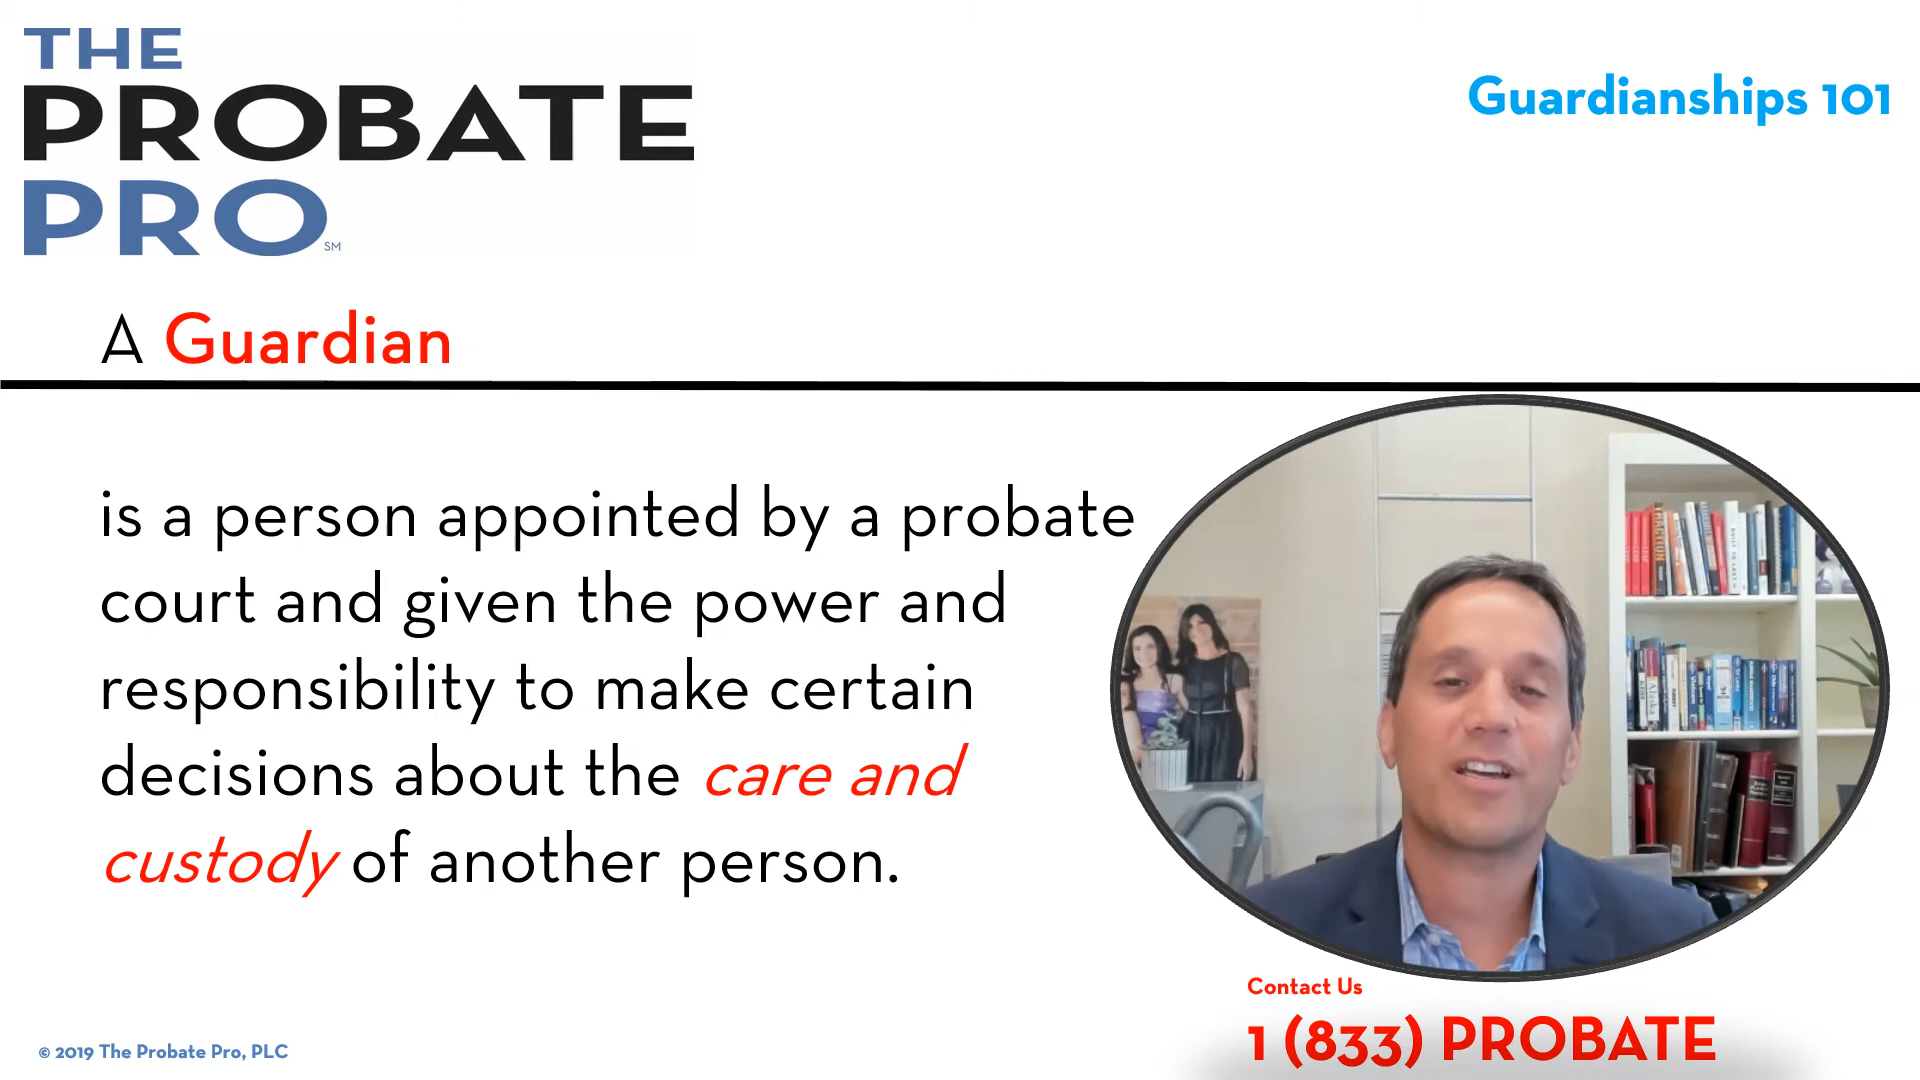 THE
PROBATE
PRO
SM
Guardianships 101
A Guardian
is a person appointed by a probate
court and given the power and
responsibility to make certain
decisions about the care and
custody of another person.
Contact Us
1 (833) PROBATE
© 2019 The Probate Pro, PLC